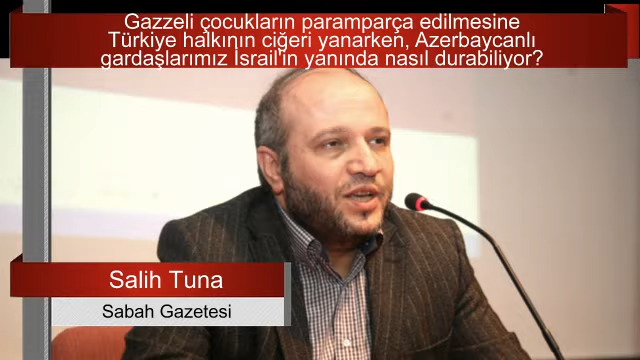 Gazzeli çocukların paramparça edilmesine
Türkiye halkının ciğeri yanarken, Azerbaycanlı
gardaşlarımız İsrail'in yanında nasıl durabiliyor?
Salih Tuna
Sabah Gazetesi